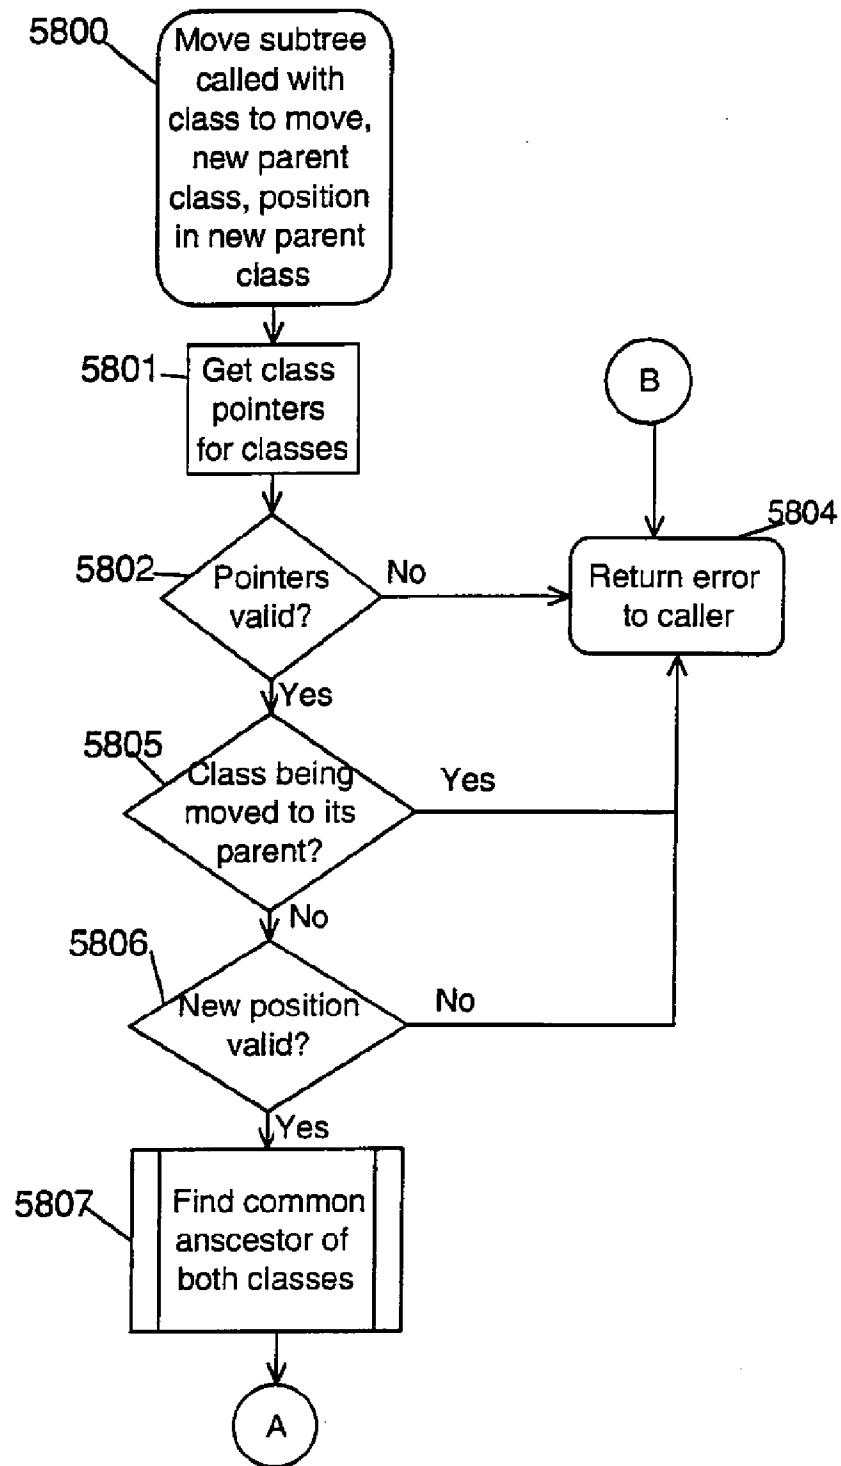 5800
Move subtree
called with
class to move,
new parent
class, position
in new parent
class
5801
Get class
pointers
for classes
B
5802
Pointers
valid?
No
5804
Return error
to caller
Yes
5805
Class being
moved to its
parent?
Yes
No
5806
New position
valid?
No
Yes
5807
Find common
anscestor of
both classes
A